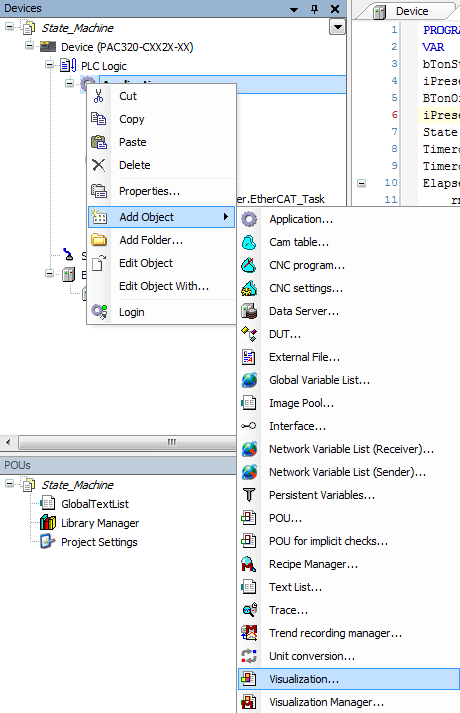 Devices
State_Machine
Device (PAC320-CXX2X-XX)
PLC Logic
Cut
Copy
Paste
Delete
Properties...
Add Object
Add Folder...
Edit Object
Edit Object With...
Login
er.EtherCAT_Task
Application...
Cam table...
CNC program...
CNC settings...
Data Server...
DUT...
External File...
Global Variable List...
Image Pool...
Interface...
Network Variable List (Receiver)...
Network Variable List (Sender)...
Persistent Variables...
POU...
POU for implicit checks...
Recipe Manager...
Text List...
Trace...
Trend recording manager...
Unit conversion...
Visualization...
Visualization Manager...
POUs
State_Machine
GlobalTextList
Library Manager
Project Settings
Device
1 PROGRA
2 VAR
3 bTonSt
4 iPrese
5 BTonOf
6 iPrese
7 State
8 Timero
9 Timero
10 Elapse
11